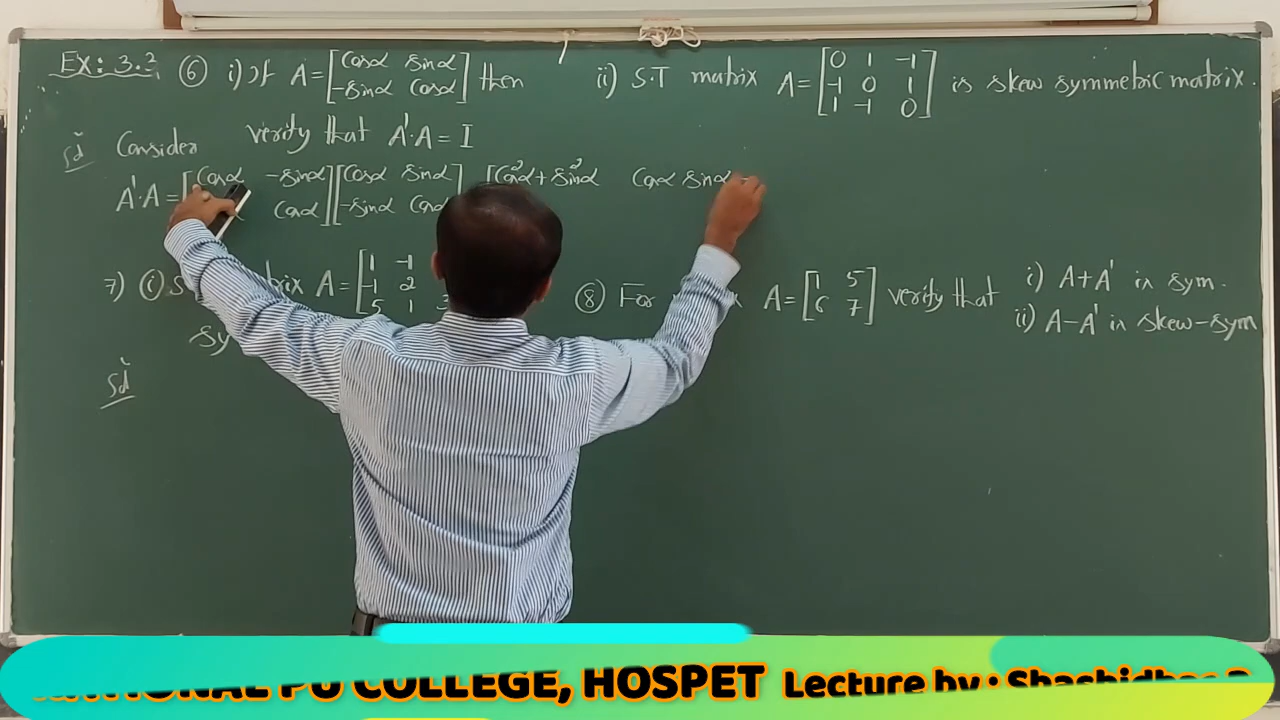 EX: 3.2 ⑥ i) If A = [cosα sinα -sinα cosα] then
verify that A'·A = I
ii) S.T matrix A = [0 1 -1 -1 0 1 1 -1 0] is skew symmetric matrix.
Sol Consider
A'·A = [cosα -sinα cosα] [cosα sinα -sinα cosα] [cos²α + sin²α cosα sinα -
7) (i) S A = [1 -1 -1 2 5 1
sy
Sol
⑧ For A = [1 5 6 7] verify that
i) A+A' is sym.
ii) A-A' is skew-sym
NATIONAL PU COLLEGE, HOSPET Lecture by : Shashidhar